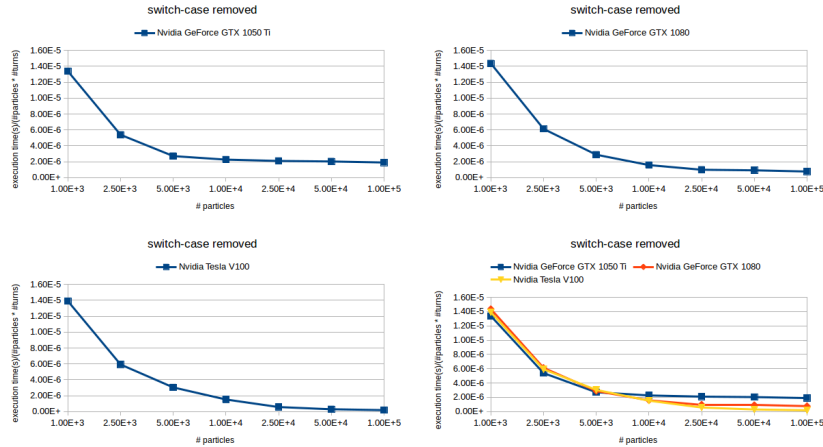 switch-case removed
Nvidia GeForce GTX 1050 Ti
execution time(s)/(#particles * #turns)
1.60E-5
1.40E-5
1.20E-5
1.00E-5
8.00E-6
6.00E-6
4.00E-6
2.00E-6
0.00E+
1.00E+3 2.50E+3 5.00E+3 1.00E+4 2.50E+4 5.00E+4 1.00E+5
# particles
switch-case removed
Nvidia GeForce GTX 1080
execution time(s)/(#particles * #turns)
1.60E-5
1.40E-5
1.20E-5
1.00E-5
8.00E-6
6.00E-6
4.00E-6
2.00E-6
0.00E+
1.00E+3 2.50E+3 5.00E+3 1.00E+4 2.50E+4 5.00E+4 1.00E+5
# particles
switch-case removed
Nvidia Tesla V100
execution time(s)/(#particles * #turns)
1.60E-5
1.40E-5
1.20E-5
1.00E-5
8.00E-6
6.00E-6
4.00E-6
2.00E-6
0.00E+
1.00E+3 2.50E+3 5.00E+3 1.00E+4 2.50E+4 5.00E+4 1.00E+5
# particles
switch-case removed
Nvidia GeForce GTX 1050 Ti Nvidia GeForce GTX 1080
Nvidia Tesla V100
execution time(s)/(#particles * #turns)
1.60E-5
1.40E-5
1.20E-5
1.00E-5
8.00E-6
6.00E-6
4.00E-6
2.00E-6
0.00E+
1.00E+3 2.50E+3 5.00E+3 1.00E+4 2.50E+4 5.00E+4 1.00E+5
# particles